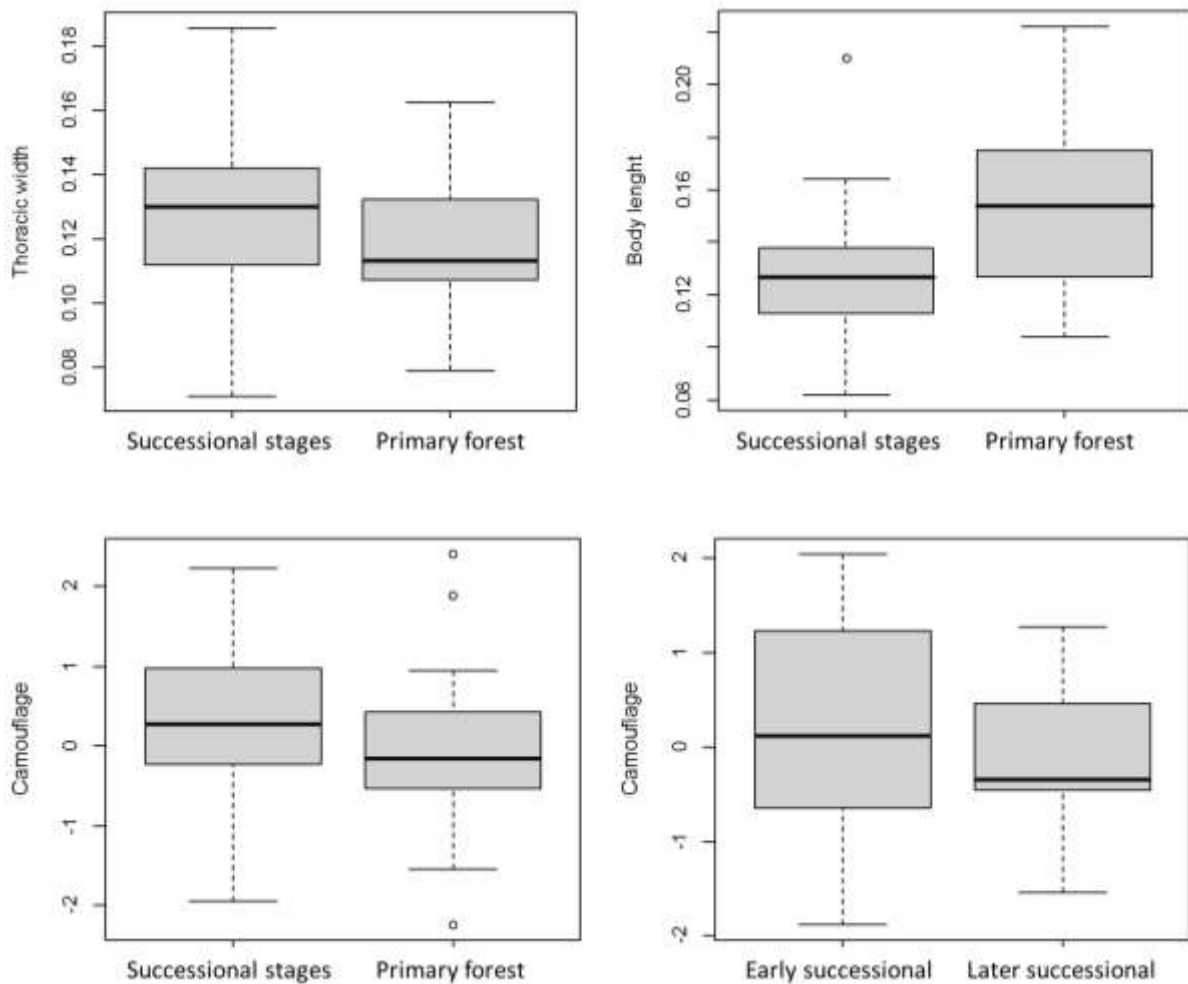 Thoracic width
0.18
0.16
0.14
0.12
0.10
0.08
Successional stages
Primary forest
Body lenght
0.20
0.16
0.12
0.08
Successional stages
Primary forest
Camouflage
2
1
0
-1
-2
Successional stages
Primary forest
Camouflage
2
1
0
-1
-2
Early successional
Later successional